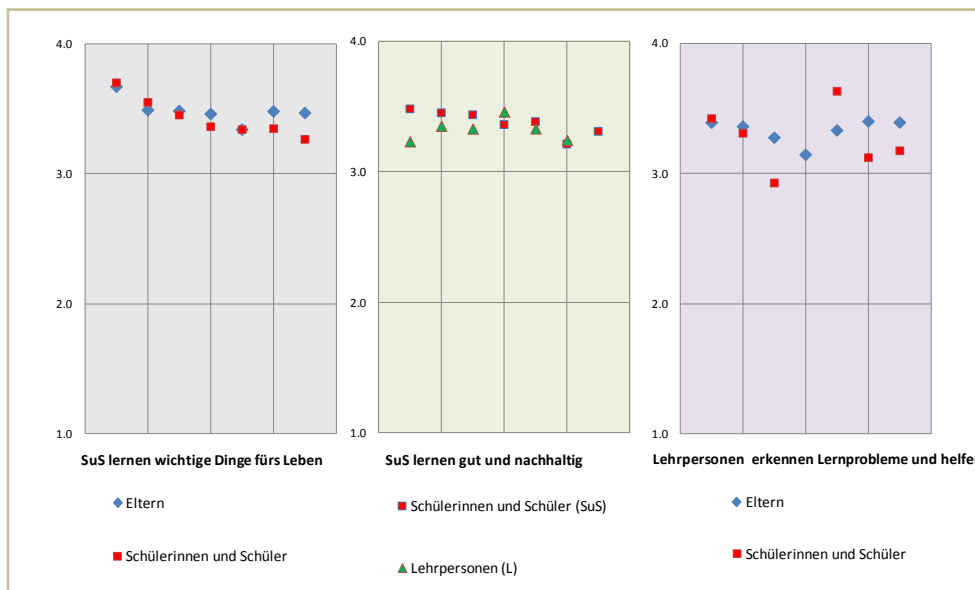 4.0
3.0
2.0
1.0
SuS lernen wichtige Dinge fürs Leben
Eltern
Schülerinnen und Schüler
4.0
3.0
2.0
1.0
SuS lernen gut und nachhaltig
Schülerinnen und Schüler (SuS)
Lehrpersonen (L)
4.0
3.0
2.0
1.0
Lehrpersonen erkennen Lernprobleme und helfe
Eltern
Schülerinnen und Schüler